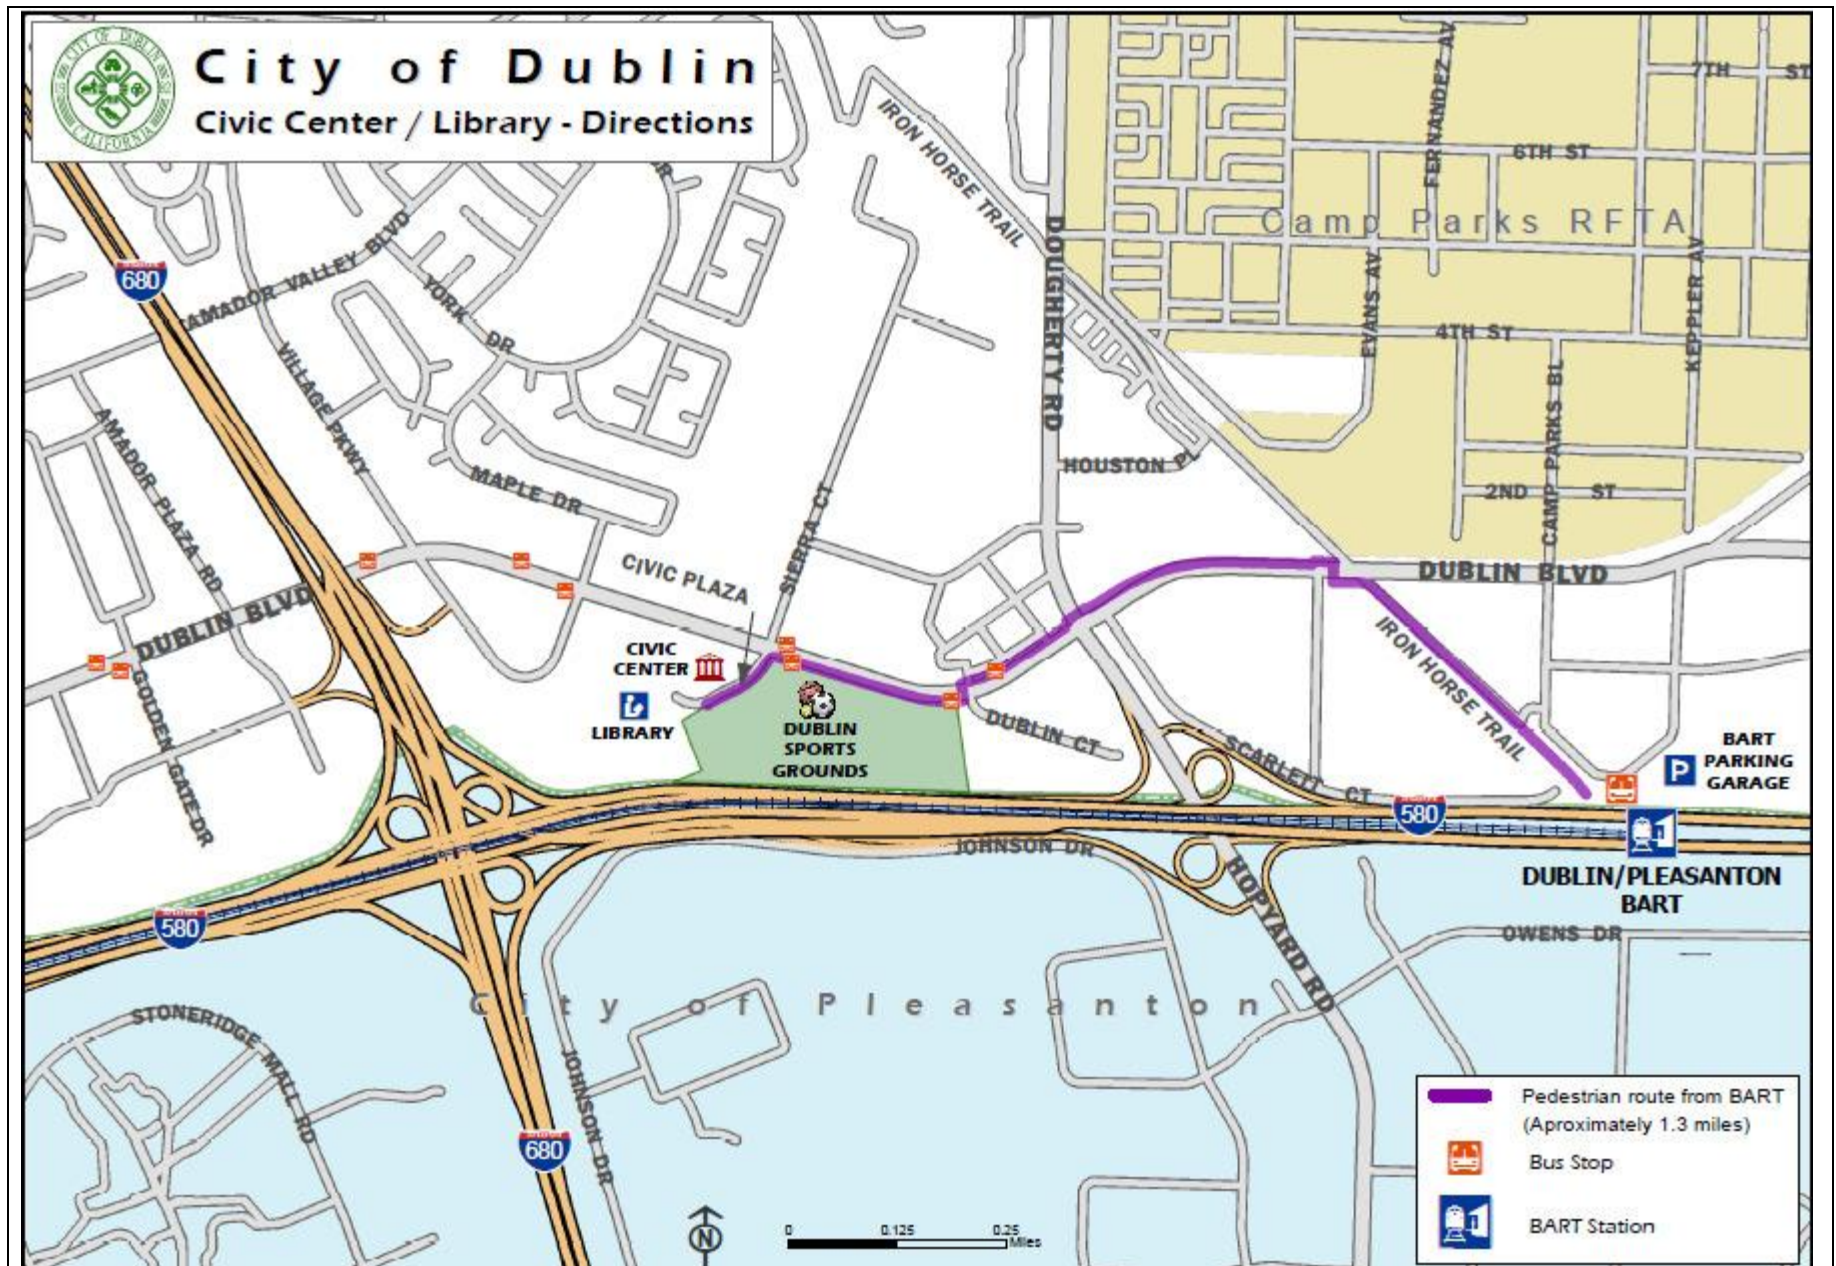 City of Dublin
Civic Center / Library - Directions
CITY OF DUBLIN
CALIFORNIA
IRON HORSE TRAIL
DOUGHERTY RD
FERNANDEZ AV
7TH ST
6TH ST
Camp Parks RFTA
EVANS AV
KEPPLER AV
4TH ST
CAMP PARKS BL
2ND ST
HOUSTON PL
680
AMADOR VALLEY BLVD
YORK DR
DR
VILLAGE PKWY
AMADOR PLAZA RD
MAPLE DR
SIERRA CT
CIVIC PLAZA
DUBLIN BLVD
DUBLIN BLVD
GOLDEN GATE DR
CIVIC
CENTER
LIBRARY
DUBLIN
SPORTS
GROUNDS
DUBLIN CT
SCARLETT CT
IRON HORSE TRAIL
BART
PARKING
GARAGE
P
580
DUBLIN/PLEASANTON
BART
JOHNSON DR
HOPYARD RD
OWENS DR
580
City of Pleasanton
STONERIDGE MALL RD
JOHNSON DR
680
Pedestrian route from BART
(Aproximately 1.3 miles)
Bus Stop
BART Station
N
0 0.125 0.25
Miles